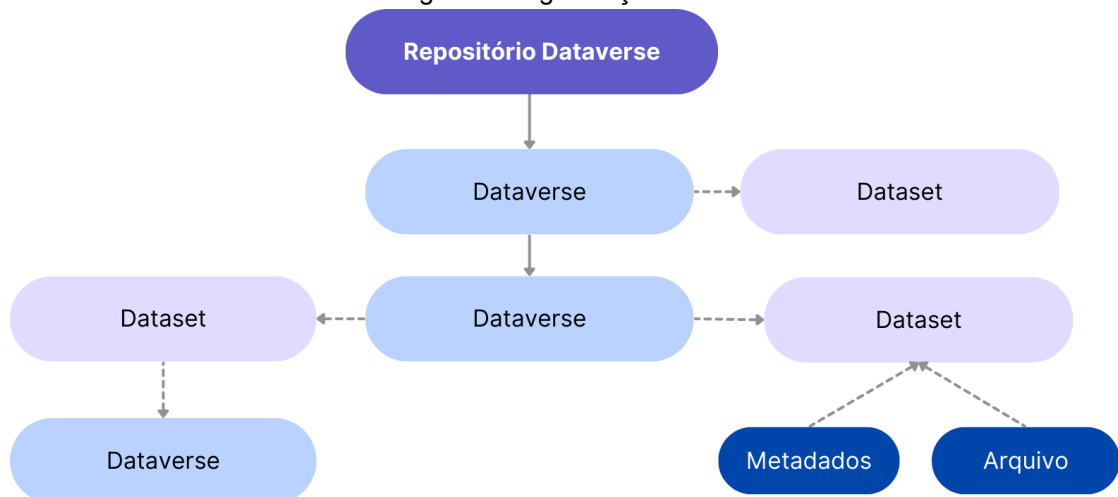 Repositório Dataverse
Dataverse
Dataset
Dataset
Dataverse
Dataset
Dataverse
Metadados
Arquivo